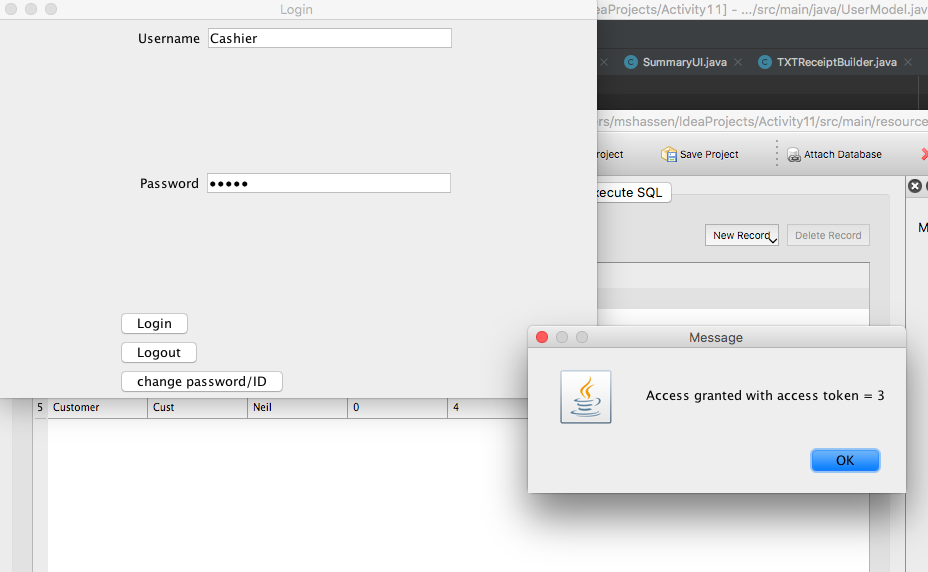 Login
eaProjects/Activity11] - .../src/main/java/UserModel.jav
Username Cashier
SummaryUI.java
TXTReceiptBuilder.java
ers/mshassen/IdeaProjects/Activity11/src/main/resource
roject
Save Project
Attach Database
Password •••••
xecute SQL
New Record
Delete Record
M
Login
Logout
change password/ID
Message
Access granted with access token = 3
OK
5 Customer Cust Neil 0 4